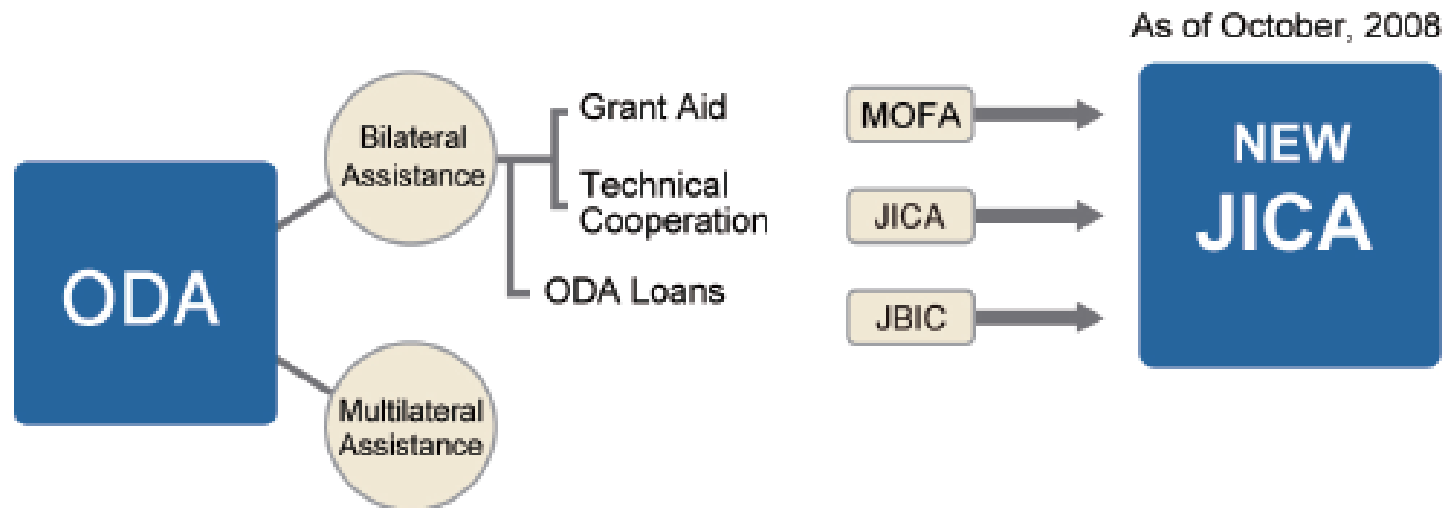 As of October, 2008
ODA
Bilateral
Assistance
Grant Aid
Technical
Cooperation
ODA Loans
Multilateral
Assistance
MOFA
JICA
JBIC
NEW
JICA